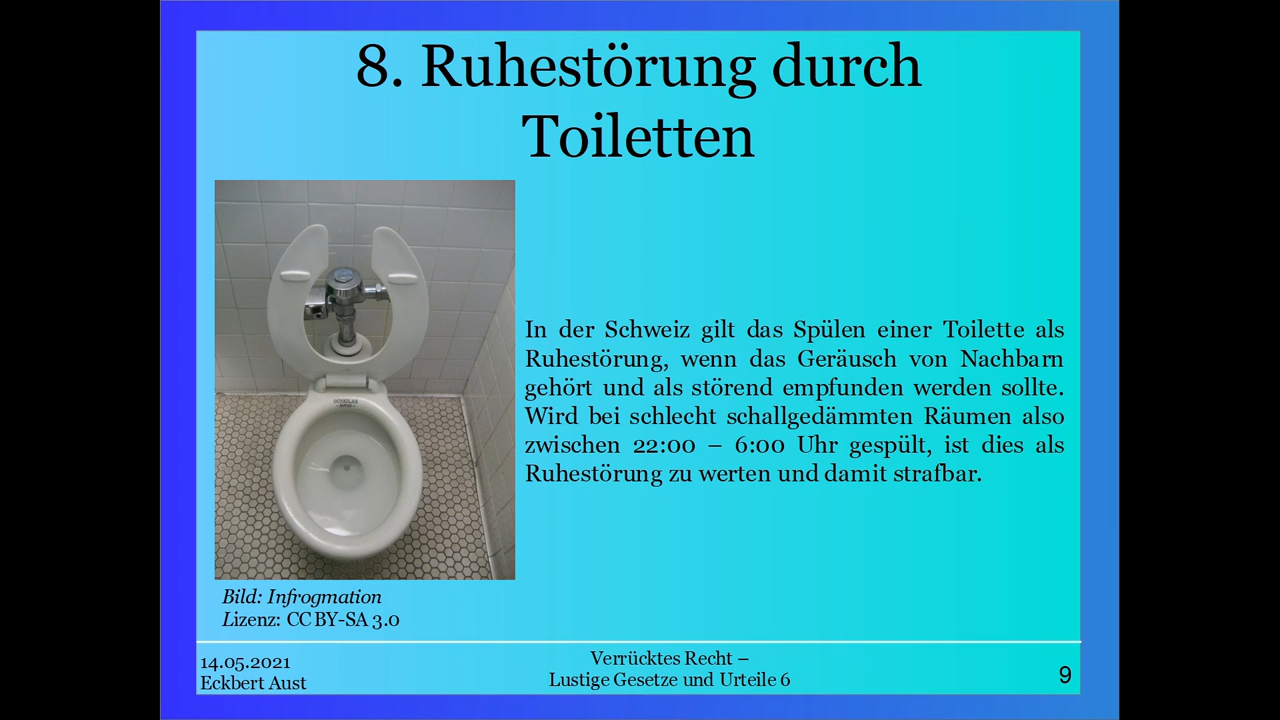 8. Ruhestörung durch
Toiletten
In der Schweiz gilt das Spülen einer Toilette als
Ruhestörung, wenn das Geräusch von Nachbarn
gehört und als störend empfunden werden sollte.
Wird bei schlecht schallgedämmten Räumen also
zwischen 22:00 – 6:00 Uhr gespült, ist dies als
Ruhestörung zu werten und damit strafbar.
Bild: Infrogmation
Lizenz: CC BY-SA 3.0
14.05.2021
Eckbert Aust
Verrücktes Recht –
Lustige Gesetze und Urteile 6
9